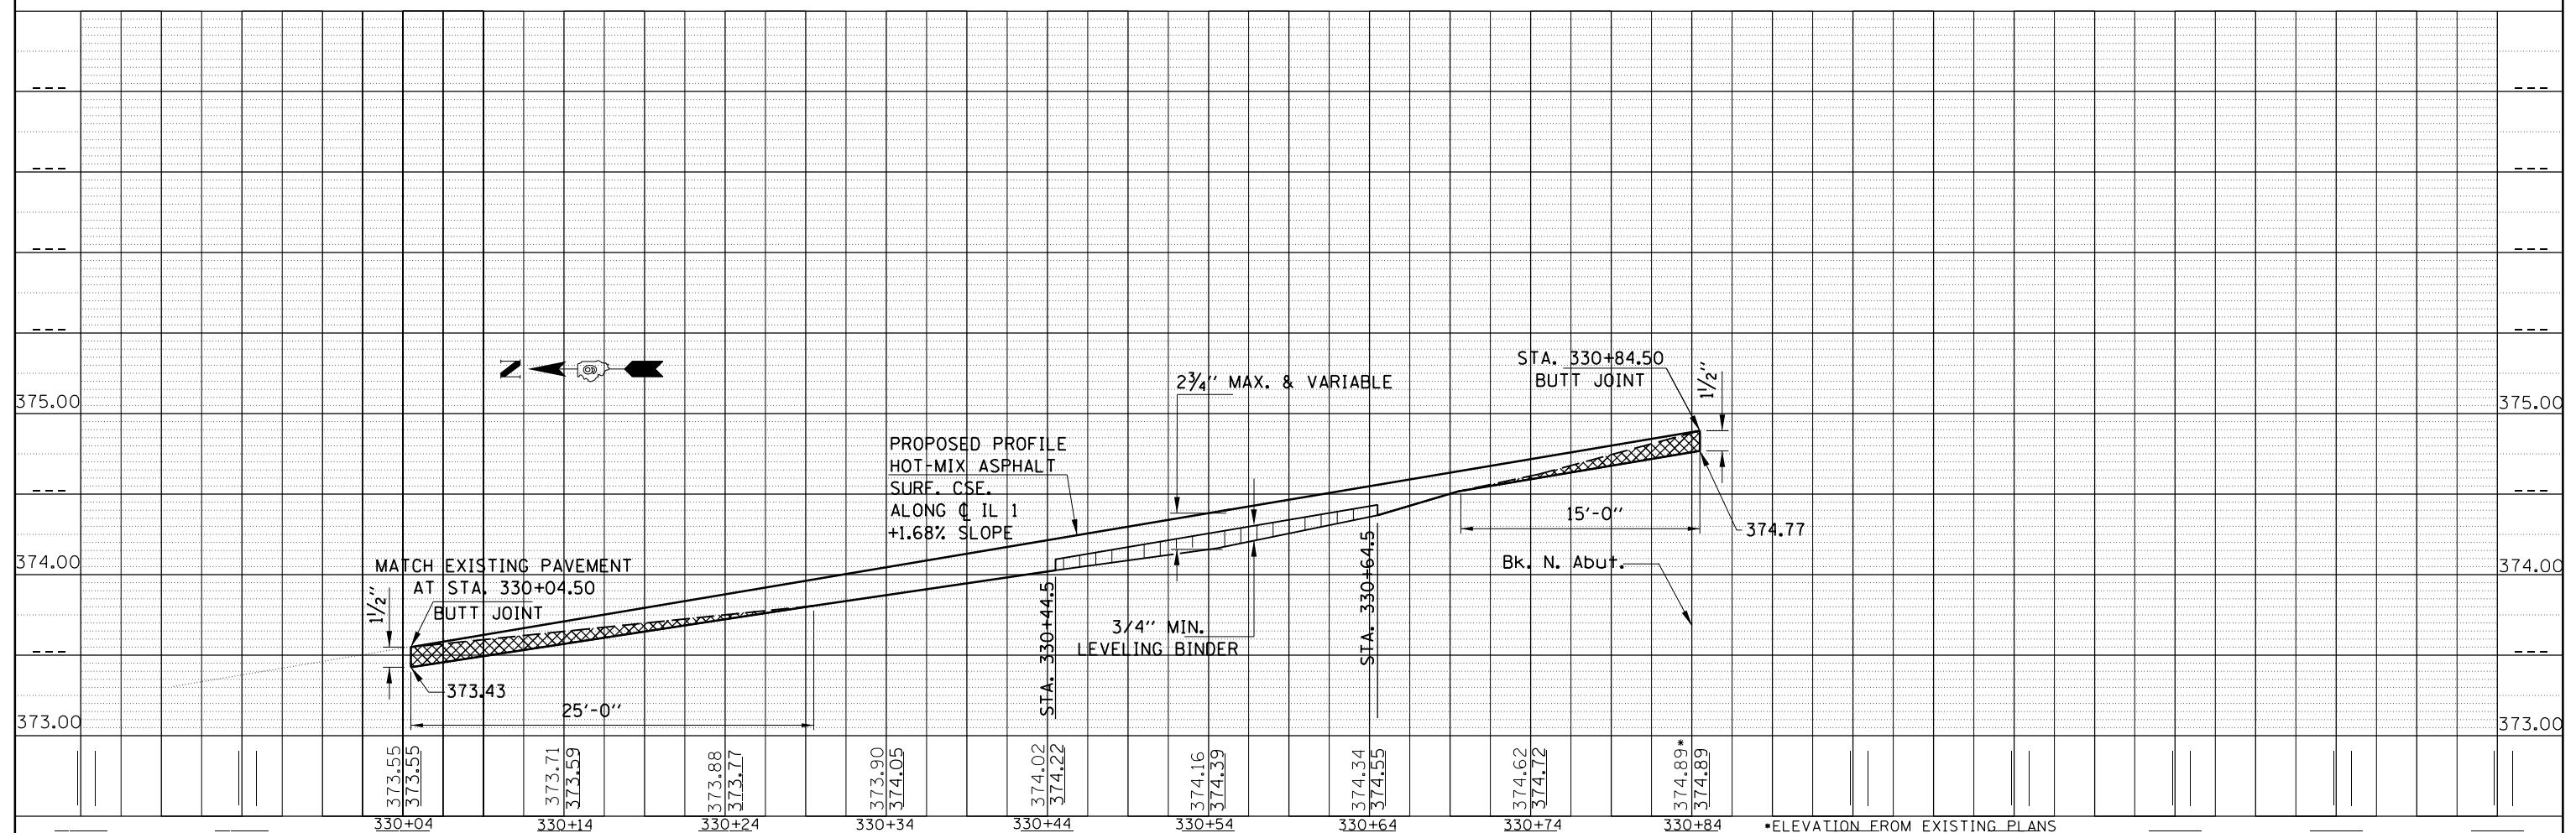 N
STA. 330+84.50
BUTT JOINT
1½"
2¾" MAX. & VARIABLE
375.00
375.00
PROPOSED PROFILE
HOT-MIX ASPHALT
SURF. CSE.
ALONG ℄ IL 1
+1.68% SLOPE
15'-0"
374.77
374.00
374.00
MATCH EXISTING PAVEMENT
AT STA. 330+04.50
BUTT JOINT
1½"
Bk. N. Abut.
STA. 330+44.5
STA. 330+64.5
3/4" MIN.
LEVELING BINDER
373.43
25'-0"
373.00
373.00
373.55
373.55
373.71
373.59
373.88
373.77
373.90
374.05
374.02
374.22
374.16
374.39
374.34
374.55
374.62
374.72
374.89*
374.89
330+04
330+14
330+24
330+34
330+44
330+54
330+64
330+74
330+84
*ELEVATION FROM EXISTING PLANS